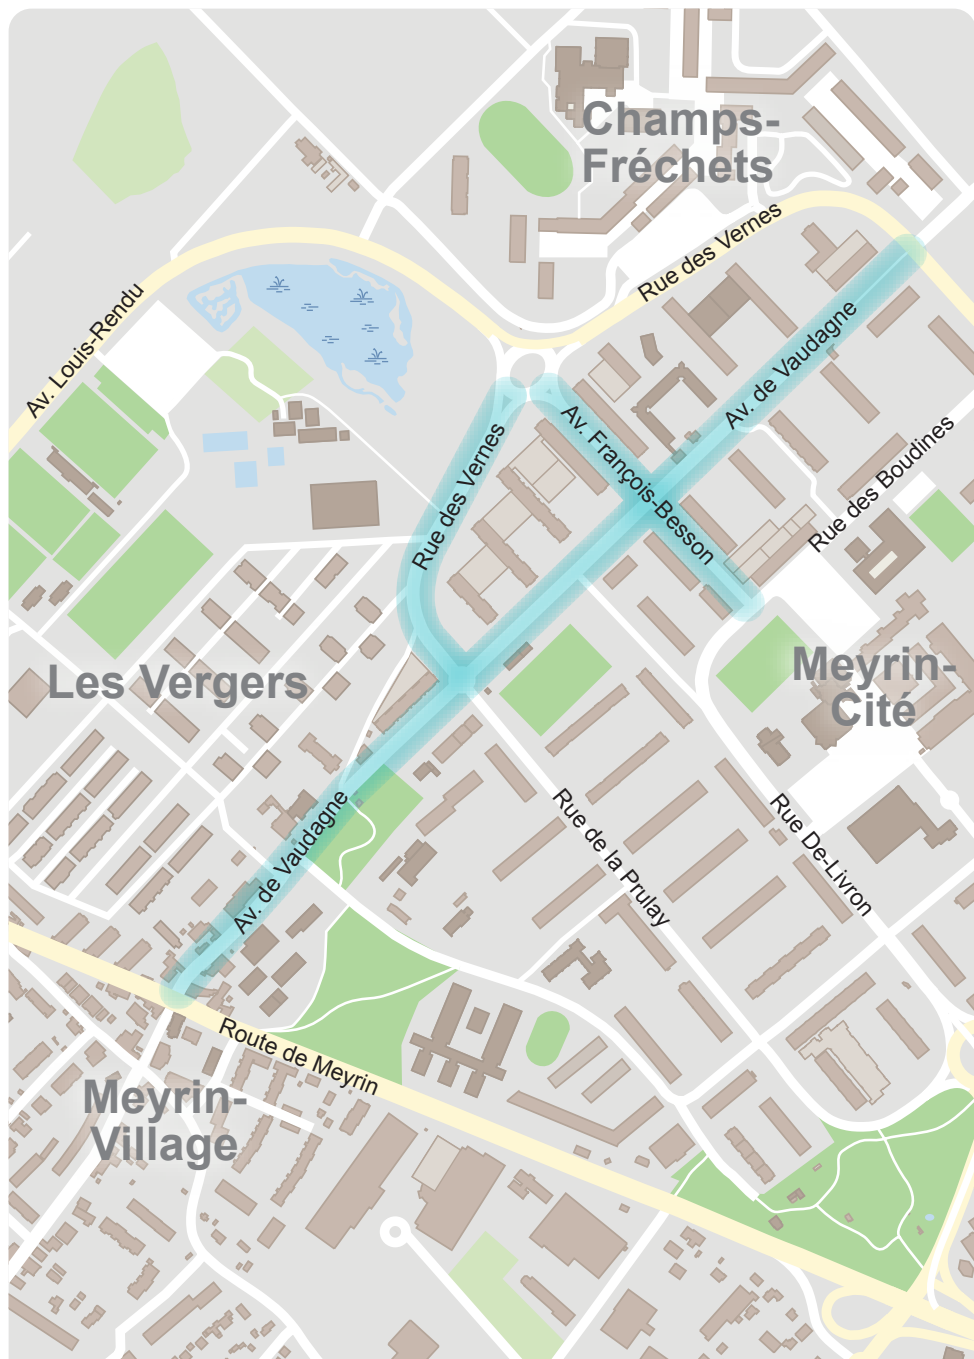 Champs-
Fréchets
Rue des Vernes
Av. Louis-Rendu
Av. de Vaudagne
Av. François-Besson
Rue des Vernes
Rue des Boudines
Les Vergers
Meyrin-
Cité
Av. de Vaudagne
Rue de la Prulay
Rue De-Livron
Route de Meyrin
Meyrin-
Village